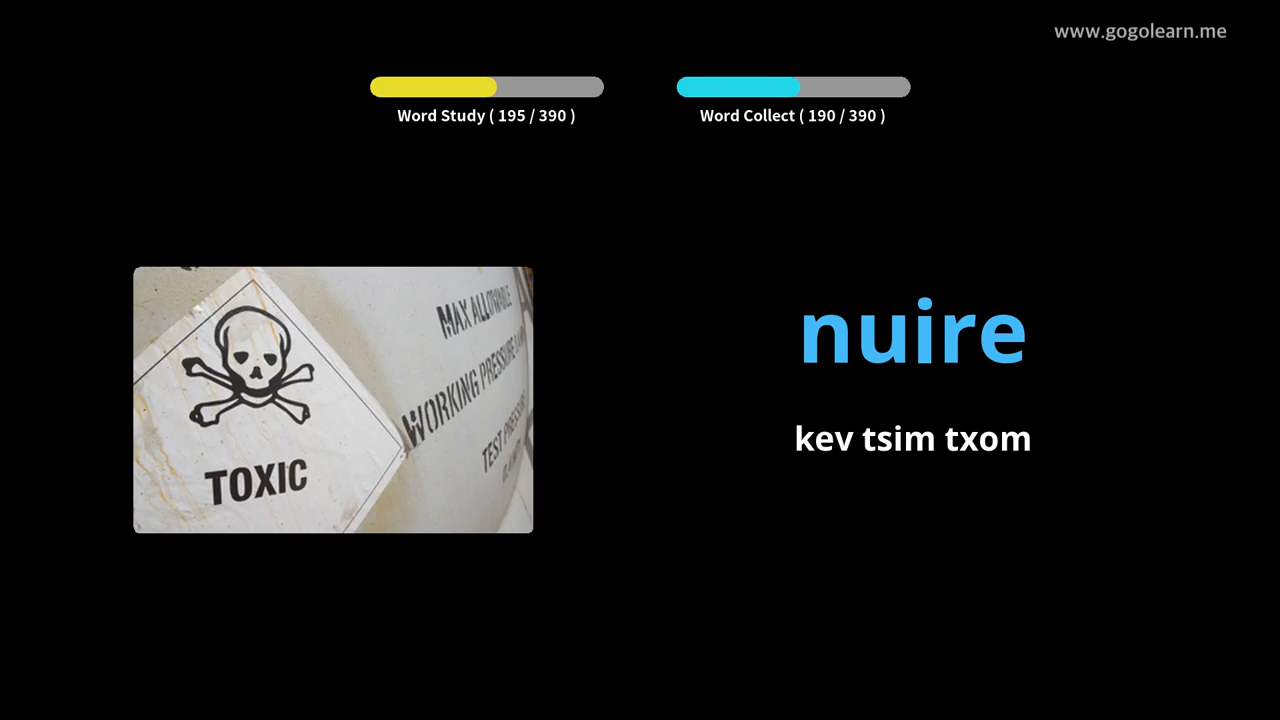 www.gogolearn.me
Word Study ( 195 / 390 )
Word Collect ( 190 / 390 )
nuire
kev tsim txom
MAX ALLOWABLE
WORKING PRESSURE
TEST PRESSURE
TOXIC